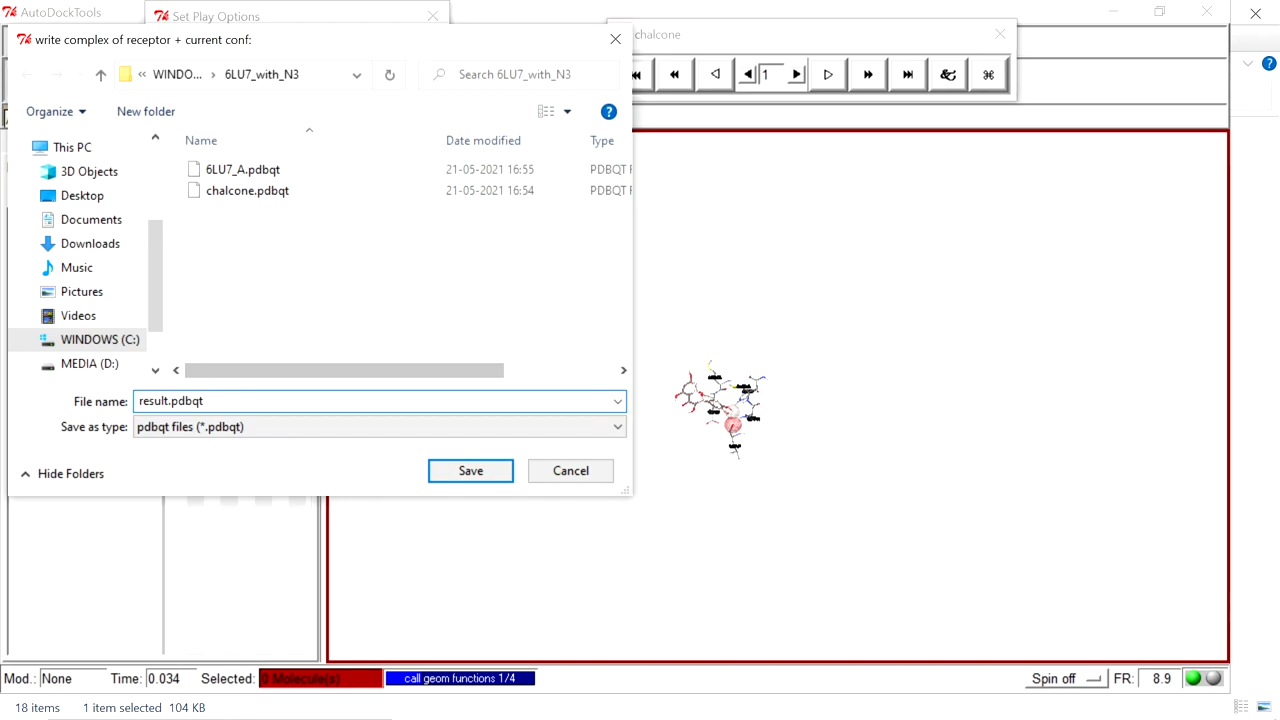 AutoDockTools
Set Play Options
write complex of receptor + current conf:
chalcone
« WINDO... › 6LU7_with_N3
Search 6LU7_with_N3
1
Organize
New folder
Name
Date modified
Type
This PC
3D Objects
Desktop
Documents
Downloads
Music
Pictures
Videos
WINDOWS (C:)
MEDIA (D:)
6LU7_A.pdbqt 21-05-2021 16:55 PDBQT F
chalcone.pdbqt 21-05-2021 16:54 PDBQT F
File name: result.pdbqt
Save as type: pdbqt files (*.pdbqt)
Hide Folders
Save
Cancel
Mod.: None Time: 0.034 Selected: 0 Molecule(s) call geom functions 1/4 Spin off FR: 8.9
18 items 1 item selected 104 KB